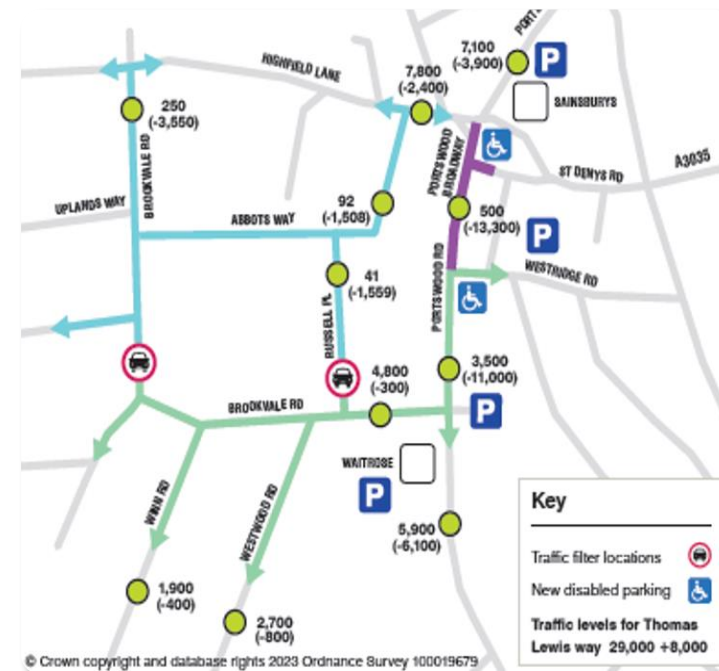 PORTS
7,100
(-3,900)
P
HIGHFIELD LANE
7,800
(-2,400)
SAINSBURYS
250
(-3,550)
BROOKVALE RD
PORTSWOOD
BROADWAY
ST DENYS RD
A3035
UPLANDS WAY
92
(-1,508)
ABBOTS WAY
500
(-13,300)
P
41
(-1,559)
PORTSWOOD RD
WESTRIDGE RD
RUSSELL PL
4,800
(-300)
3,500
(-11,000)
BROOKVALE RD
P
WAITROSE
P
WINN RD
WESTWOOD RD
5,900
(-6,100)
1,900
(-400)
2,700
(-800)
Key
Traffic filter locations
New disabled parking
Traffic levels for Thomas
Lewis way 29,000 +8,000
© Crown copyright and database rights 2023 Ordnance Survey 100019679